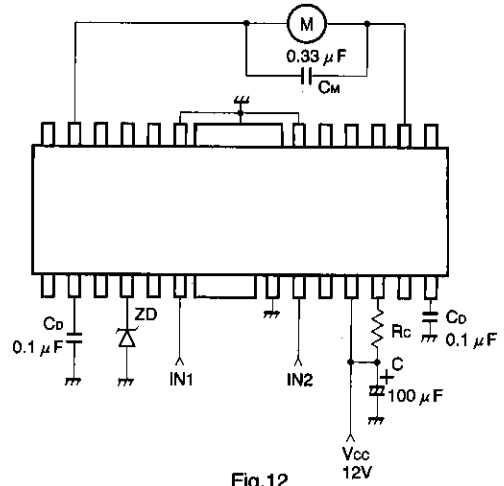 M
0.33 μF
CM
CD
0.1 μF
ZD
IN1
IN2
RC
C
+
100 μF
CD
0.1 μF
VCC
12V
Fig.12